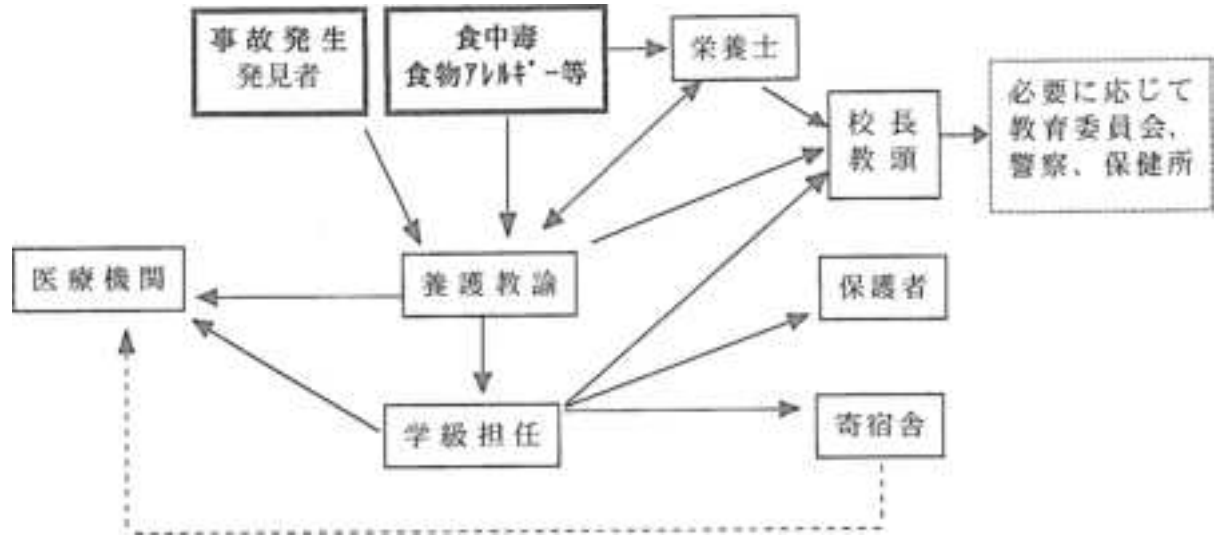 事故発生
発見者
食中毒
食物ｱﾚﾙｷﾞｰ等
栄養士
校長
教頭
必要に応じて
教育委員会,
警察、保健所
医療機関
養護教諭
保護者
学級担任
寄宿舎